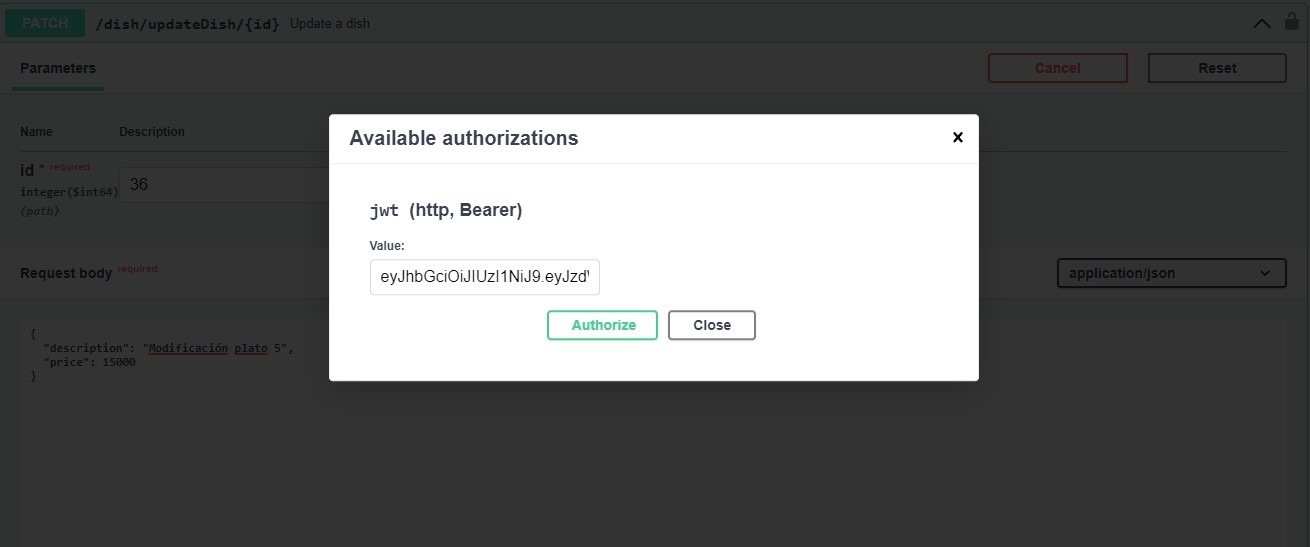 PATCH /dish/updateDish/{id} Update a dish
Parameters
Cancel
Reset
Name Description
id * required
integer($int64)
(path)
36
Available authorizations
×
jwt (http, Bearer)
Value:
eyJhbGciOiJIUzI1NiJ9.eyJzd
Authorize
Close
Request body required
application/json
{
"description": "Modificación plato 5",
"price": 15000
}